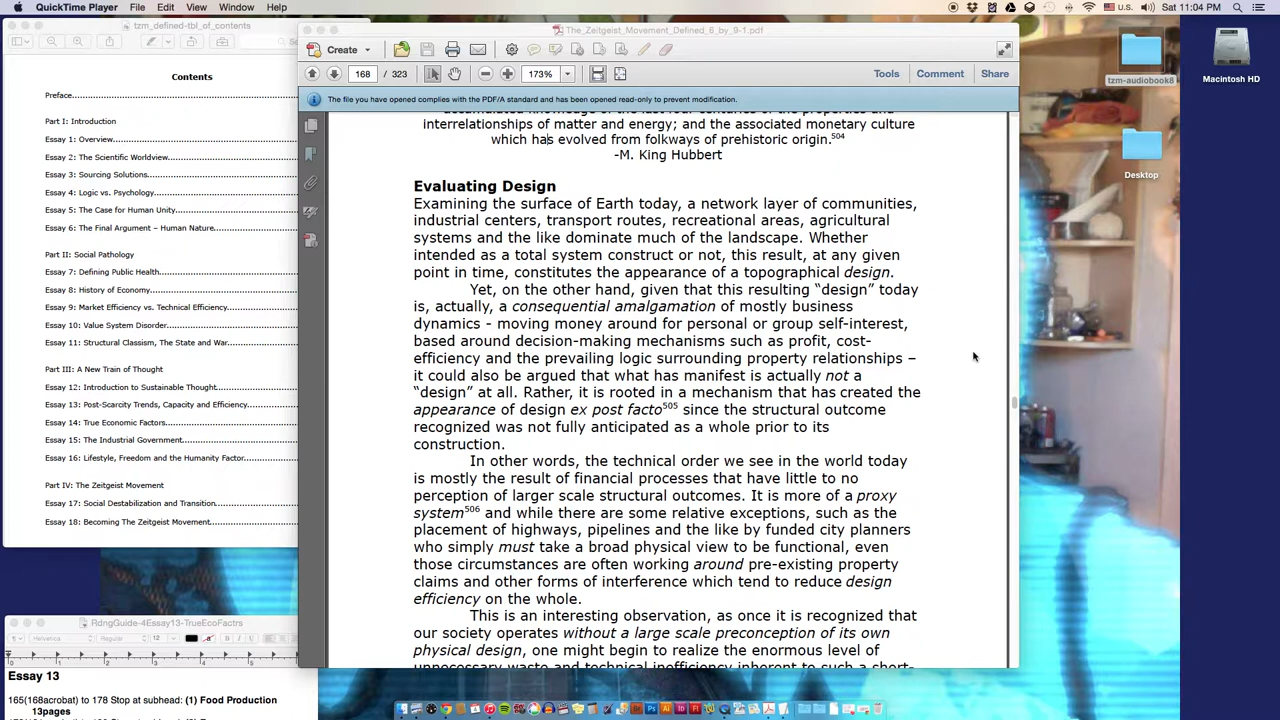 QuickTime Player File Edit View Window Help
U.S. Sat 11:04 PM
tzm_defined-tbl_of_contents
Contents
Preface
Part I: Introduction
Essay 1: Overview
Essay 2: The Scientific Worldview
Essay 3: Sourcing Solutions
Essay 4: Logic vs. Psychology
Essay 5: The Case for Human Unity
Essay 6: The Final Argument – Human Nature
Part II: Social Pathology
Essay 7: Defining Public Health
Essay 8: History of Economy
Essay 9: Market Efficiency vs. Technical Efficiency
Essay 10: Value System Disorder
Essay 11: Structural Classism, The State and War
Part III: A New Train of Thought
Essay 12: Introduction to Sustainable Thought
Essay 13: Post-Scarcity Trends, Capacity and Efficiency
Essay 14: True Economic Factors
Essay 15: The Industrial Government
Essay 16: Lifestyle, Freedom and the Humanity Factor
Part IV: The Zeitgeist Movement
Essay 17: Social Destabilization and Transition
Essay 18: Becoming The Zeitgeist Movement
RdngGuide-4Essay13-TrueEcoFactrs
Helvetica Regular 12 B I U
0 1 2 3 4 5
Essay 13
165(168acrobat) to 178 Stop at subhead: (1) Food Production
13pages
The_Zeitgeist_Movement_Defined_6_by_9-1.pdf
Create
168 / 323 173% Tools Comment Share
The file you have opened complies with the PDF/A standard and has been opened read-only to prevent modification.
interrelationships of matter and energy; and the associated monetary culture
which has evolved from folkways of prehistoric origin.504
-M. King Hubbert
Evaluating Design
Examining the surface of Earth today, a network layer of communities,
industrial centers, transport routes, recreational areas, agricultural
systems and the like dominate much of the landscape. Whether
intended as a total system construct or not, this result, at any given
point in time, constitutes the appearance of a topographical design.
Yet, on the other hand, given that this resulting “design” today
is, actually, a consequential amalgamation of mostly business
dynamics - moving money around for personal or group self-interest,
based around decision-making mechanisms such as profit, cost-
efficiency and the prevailing logic surrounding property relationships –
it could also be argued that what has manifest is actually not a
“design” at all. Rather, it is rooted in a mechanism that has created the
appearance of design ex post facto505 since the structural outcome
recognized was not fully anticipated as a whole prior to its
construction.
In other words, the technical order we see in the world today
is mostly the result of financial processes that have little to no
perception of larger scale structural outcomes. It is more of a proxy
system506 and while there are some relative exceptions, such as the
placement of highways, pipelines and the like by funded city planners
who simply must take a broad physical view to be functional, even
those circumstances are often working around pre-existing property
claims and other forms of interference which tend to reduce design
efficiency on the whole.
This is an interesting observation, as once it is recognized that
our society operates without a large scale preconception of its own
physical design, one might begin to realize the enormous level of
unnecessary waste and technical inefficiency inherent to such a short-
tzm-audiobook8
Desktop
Macintosh HD